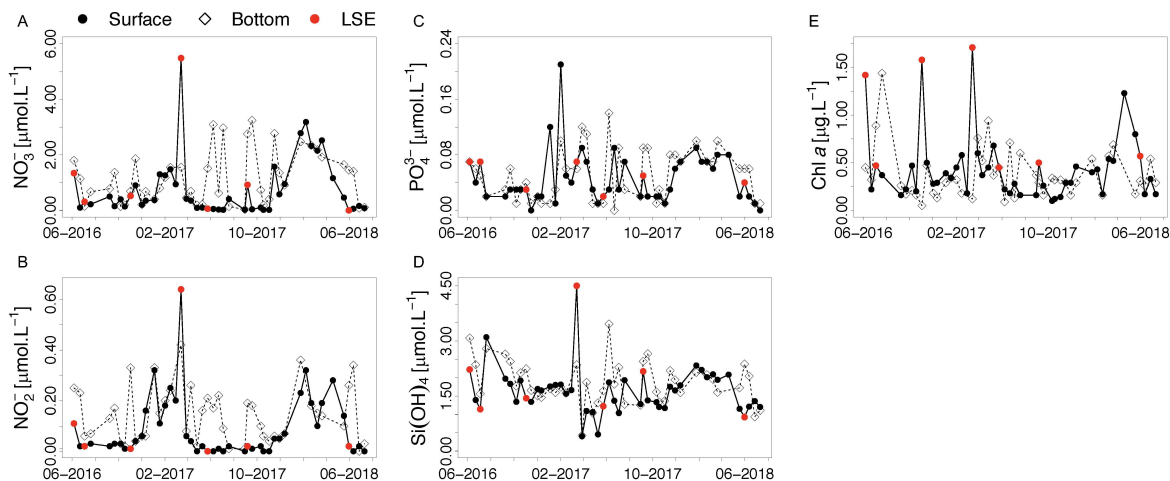 A Surface Bottom LSE
NO₃⁻ [μmol.L⁻¹]
0.00 2.00 4.00 6.00
06−2016 02−2017 10−2017 06−2018
B
NO₂⁻ [μmol.L⁻¹]
0.00 0.20 0.40 0.60
06−2016 02−2017 10−2017 06−2018
C
PO₄³⁻ [μmol.L⁻¹]
0.00 0.08 0.16 0.24
06−2016 02−2017 10−2017 06−2018
D
Si(OH)₄ [μmol.L⁻¹]
0.00 1.50 3.00 4.50
06−2016 02−2017 10−2017 06−2018
E
Chl a [μg.L⁻¹]
0.00 0.50 1.00 1.50
06−2016 02−2017 10−2017 06−2018